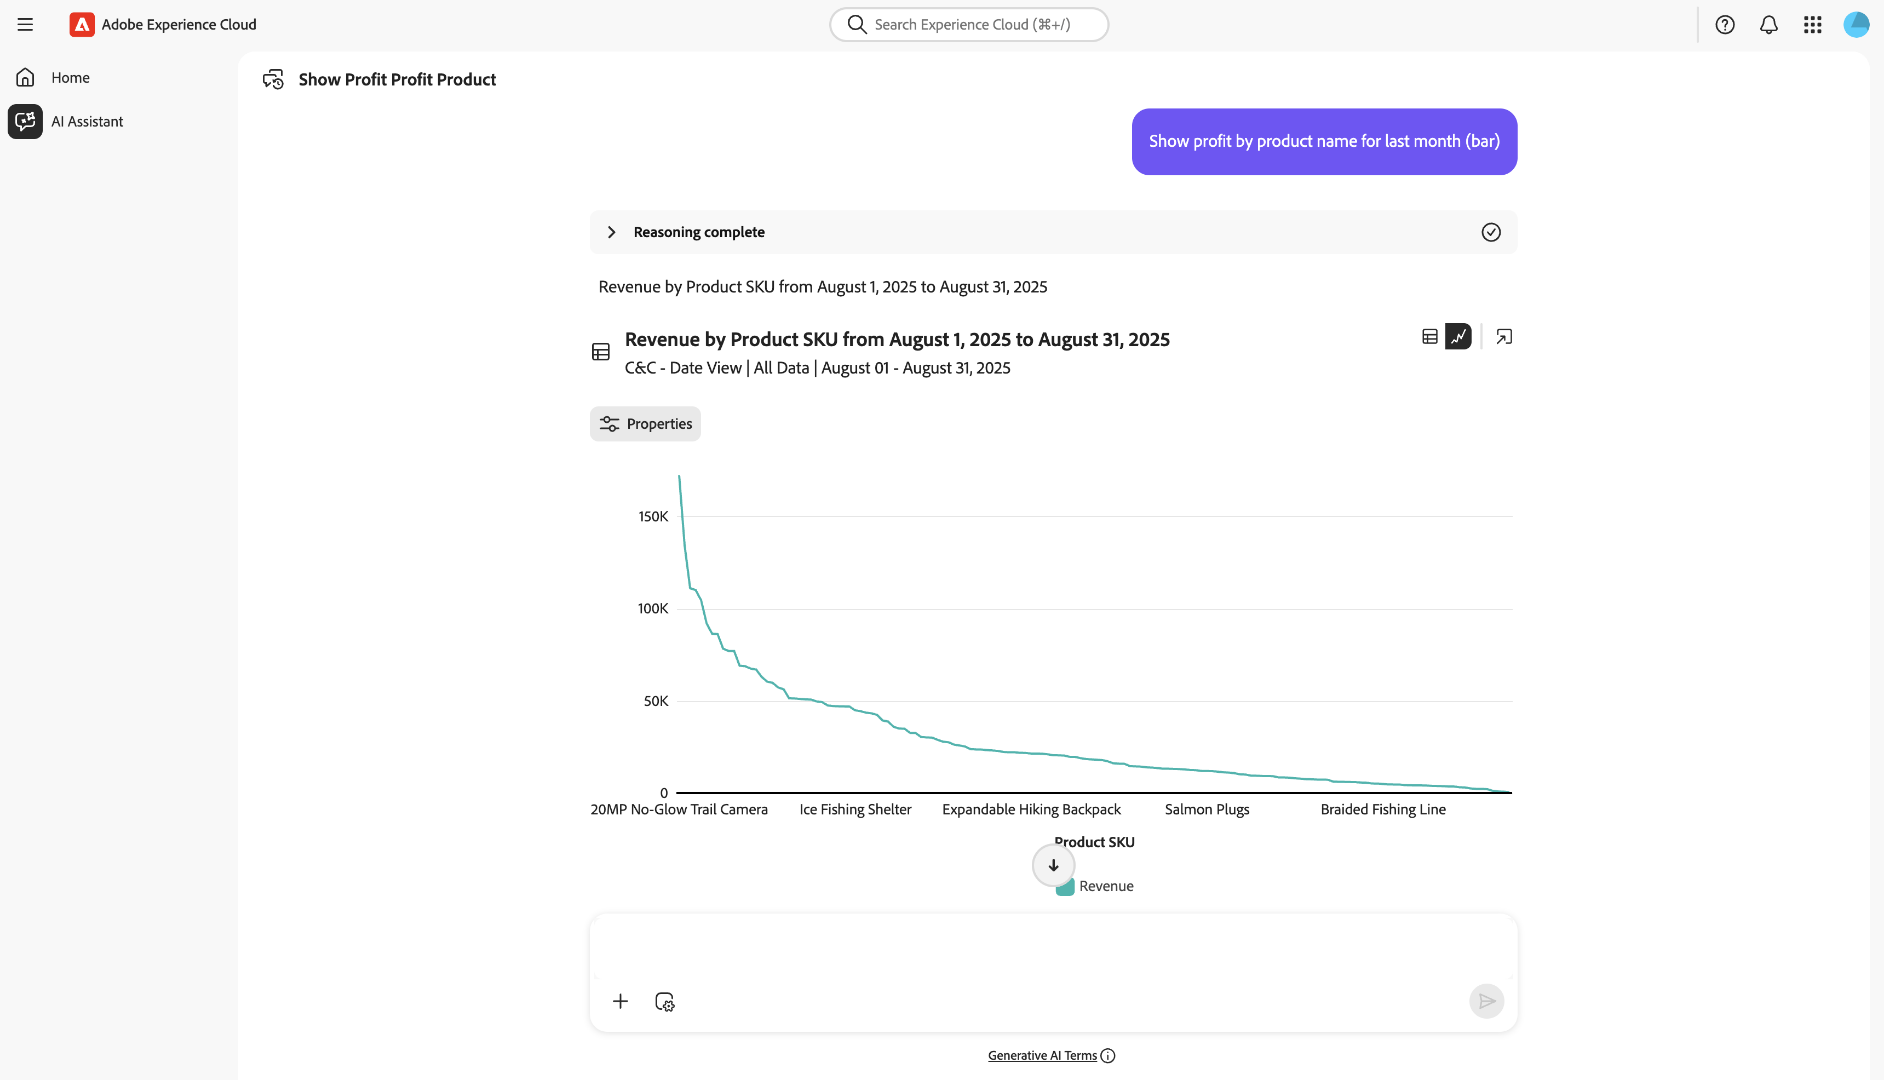 Adobe Experience Cloud
Search Experience Cloud (⌘+/)
Home
AI Assistant
Show Profit Profit Product
Show profit by product name for last month (bar)
Reasoning complete
Revenue by Product SKU from August 1, 2025 to August 31, 2025
Revenue by Product SKU from August 1, 2025 to August 31, 2025
C&C - Date View | All Data | August 01 - August 31, 2025
Properties
150K
100K
50K
0
20MP No-Glow Trail Camera Ice Fishing Shelter Expandable Hiking Backpack Salmon Plugs Braided Fishing Line
Product SKU
Revenue
Generative AI Terms